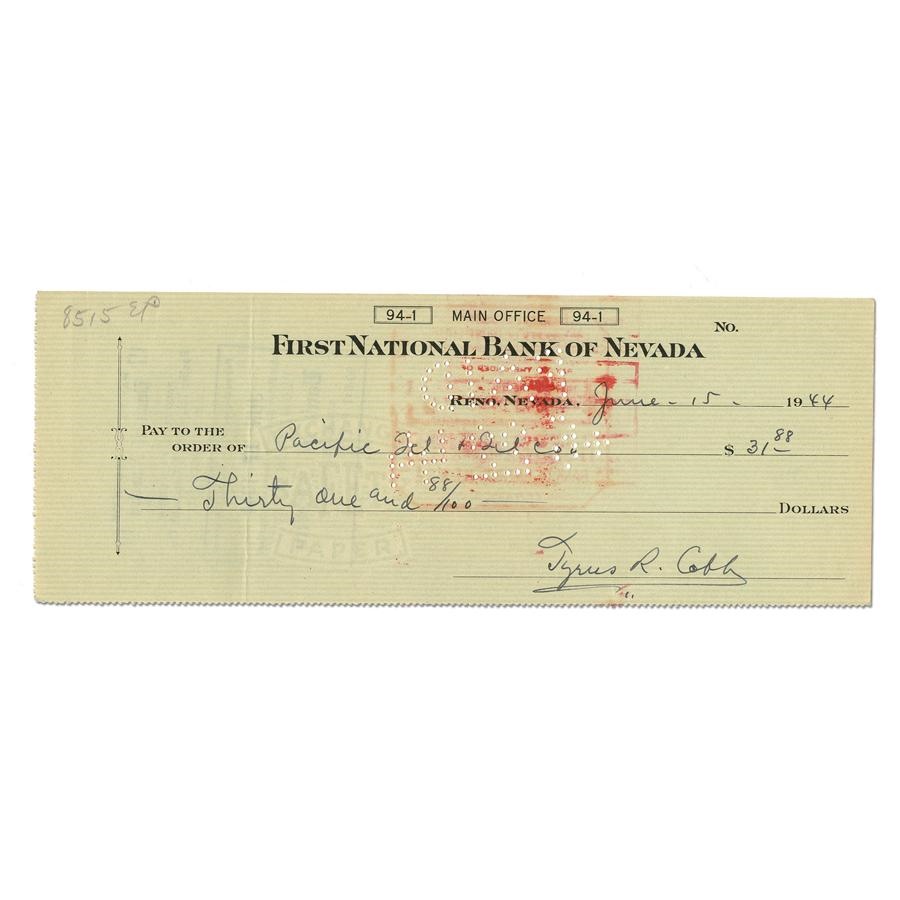 8515 EP
94-1 MAIN OFFICE 94-1
No.
FIRST NATIONAL BANK OF NEVADA
RENO, NEVADA. June - 15 - 1944
PAY TO THE
ORDER OF Pacific Tel + Tel Co. $ 31 88
Thirty One and 88/100 DOLLARS
Tyrus R. Cobb
PAPER